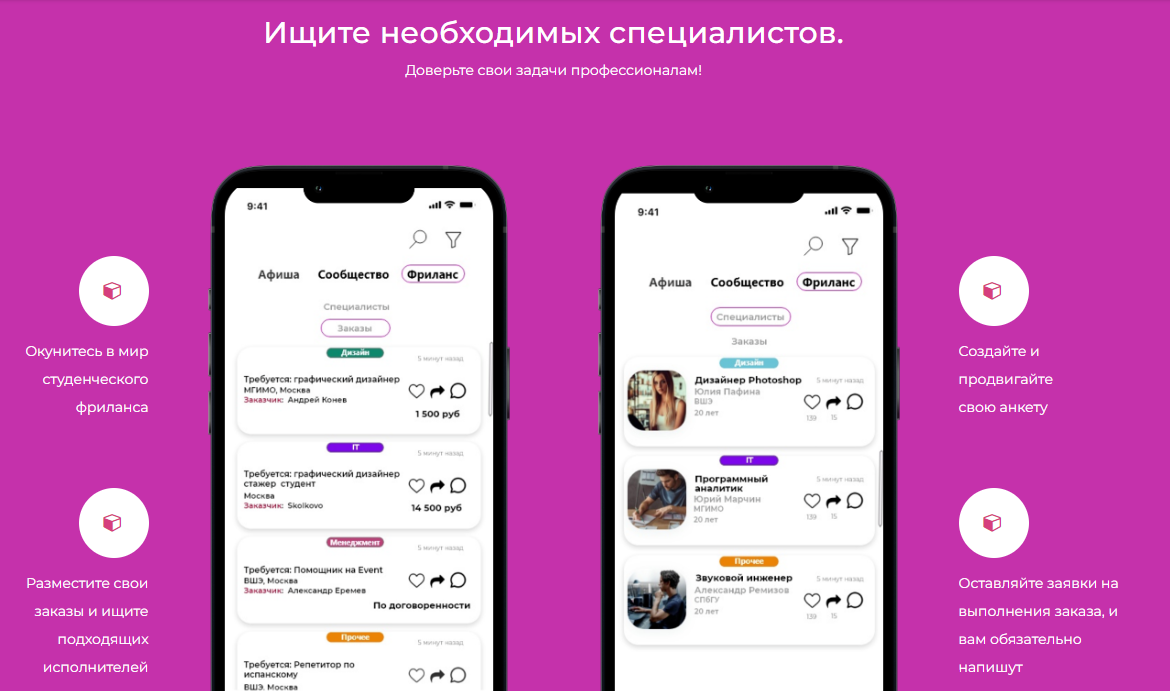 Ищите необходимых специалистов.
Доверьте свои задачи профессионалам!
Окунитесь в мир
студенческого
фриланса
Разместите свои
заказы и ищите
подходящих
исполнителей
9:41
Афиша Сообщество Фриланс
Специалисты
Заказы
Дизайн
5 минут назад
Требуется: графический дизайнер
МГИМО, Москва
Заказчик: Андрей Конев
1 500 руб
IT
5 минут назад
Требуется: графический дизайнер
стажер студент
Москва
Заказчик: Skolkovo
14 500 руб
Менеджмент
5 минут назад
Требуется: Помощник на Event
ВШЭ, Москва
Заказчик: Александр Еремев
По договоренности
Прочее
5 минут назад
Требуется: Репетитор по
испанскому
ВШЭ, Москва
9:41
Афиша Сообщество Фриланс
Специалисты
Заказы
Дизайн
Дизайнер Photoshop 5 минут назад
Юлия Пафина
ВШЭ
20 лет
139 15
IT
Программный 5 минут назад
аналитик
Юрий Марчин
МГИМО
20 лет
139 15
Прочее
Звуковой инженер 5 минут назад
Александр Ремизов
СПбГУ
20 лет
139 15
Создайте и
продвигайте
свою анкету
Оставляйте заявки на
выполнения заказа, и
вам обязательно
напишут